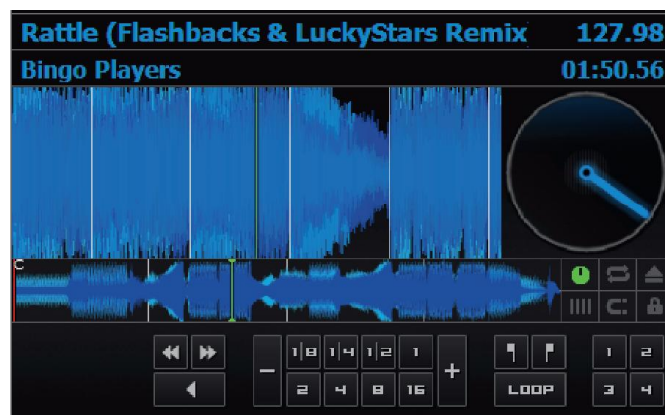 Rattle (Flashbacks & LuckyStars Remix 127.98
Bingo Players 01:50.56
C
- 1|8 1|4 1|2 1 + 1 2
2 4 8 16 LOOP 3 4